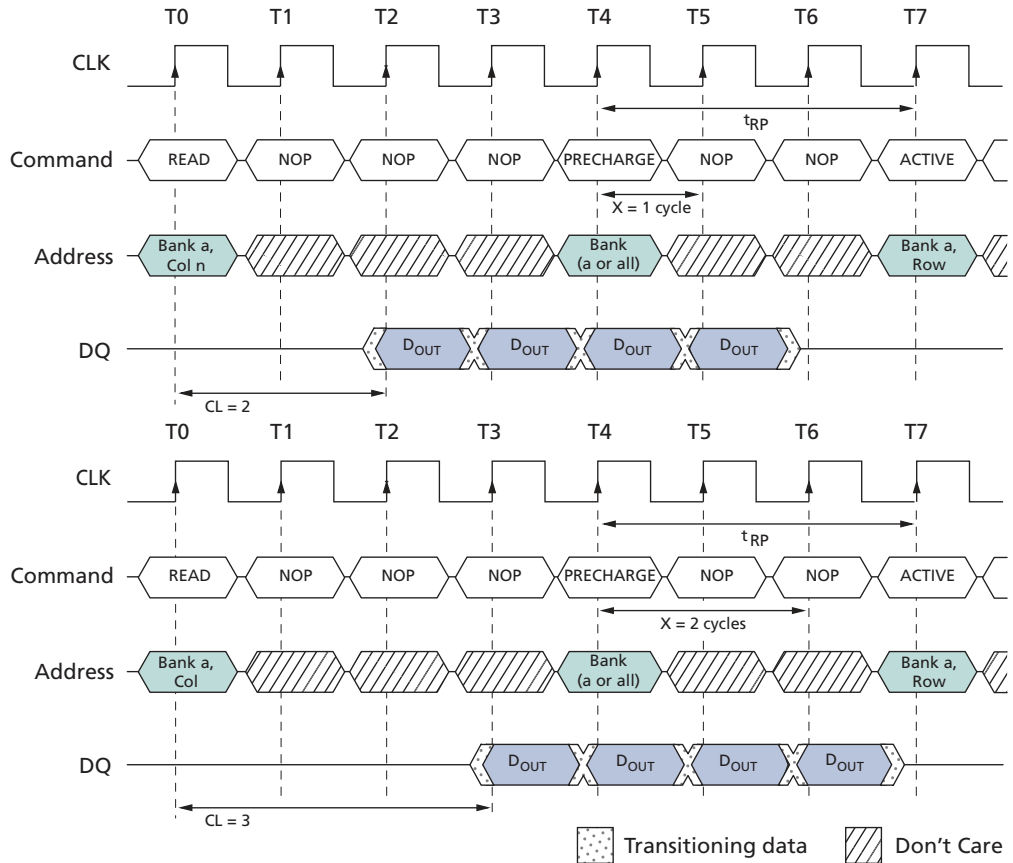 T0 T1 T2 T3 T4 T5 T6 T7
CLK
tRP
Command READ NOP NOP NOP PRECHARGE NOP NOP ACTIVE
X = 1 cycle
Address Bank a, Col n Bank (a or all) Bank a, Row
DQ DOUT DOUT DOUT DOUT
CL = 2
T0 T1 T2 T3 T4 T5 T6 T7
CLK
tRP
Command READ NOP NOP NOP PRECHARGE NOP NOP ACTIVE
X = 2 cycles
Address Bank a, Col Bank (a or all) Bank a, Row
DQ DOUT DOUT DOUT DOUT
CL = 3
Transitioning data Don't Care